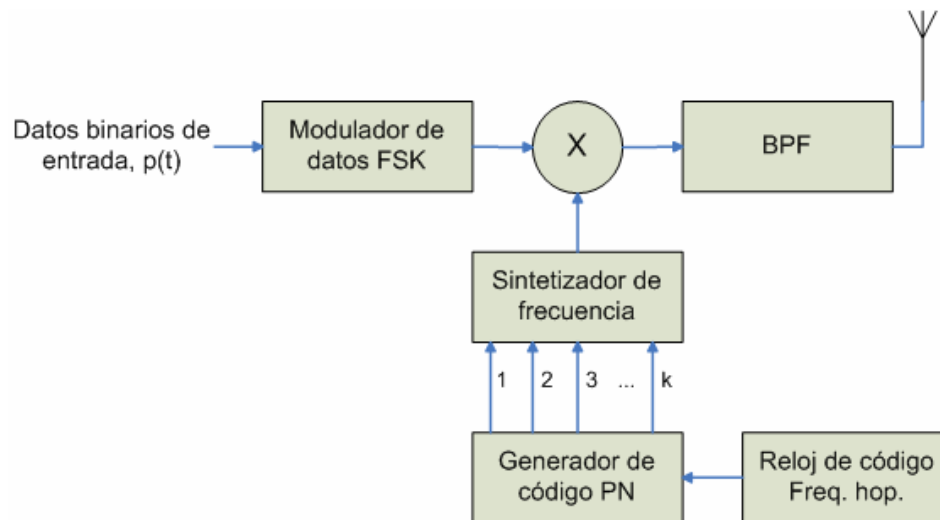 Datos binarios de
entrada, p(t)
Modulador de
datos FSK
X
BPF
Sintetizador de
frecuencia
1 2 3 ... k
Generador de
código PN
Reloj de código
Freq. hop.